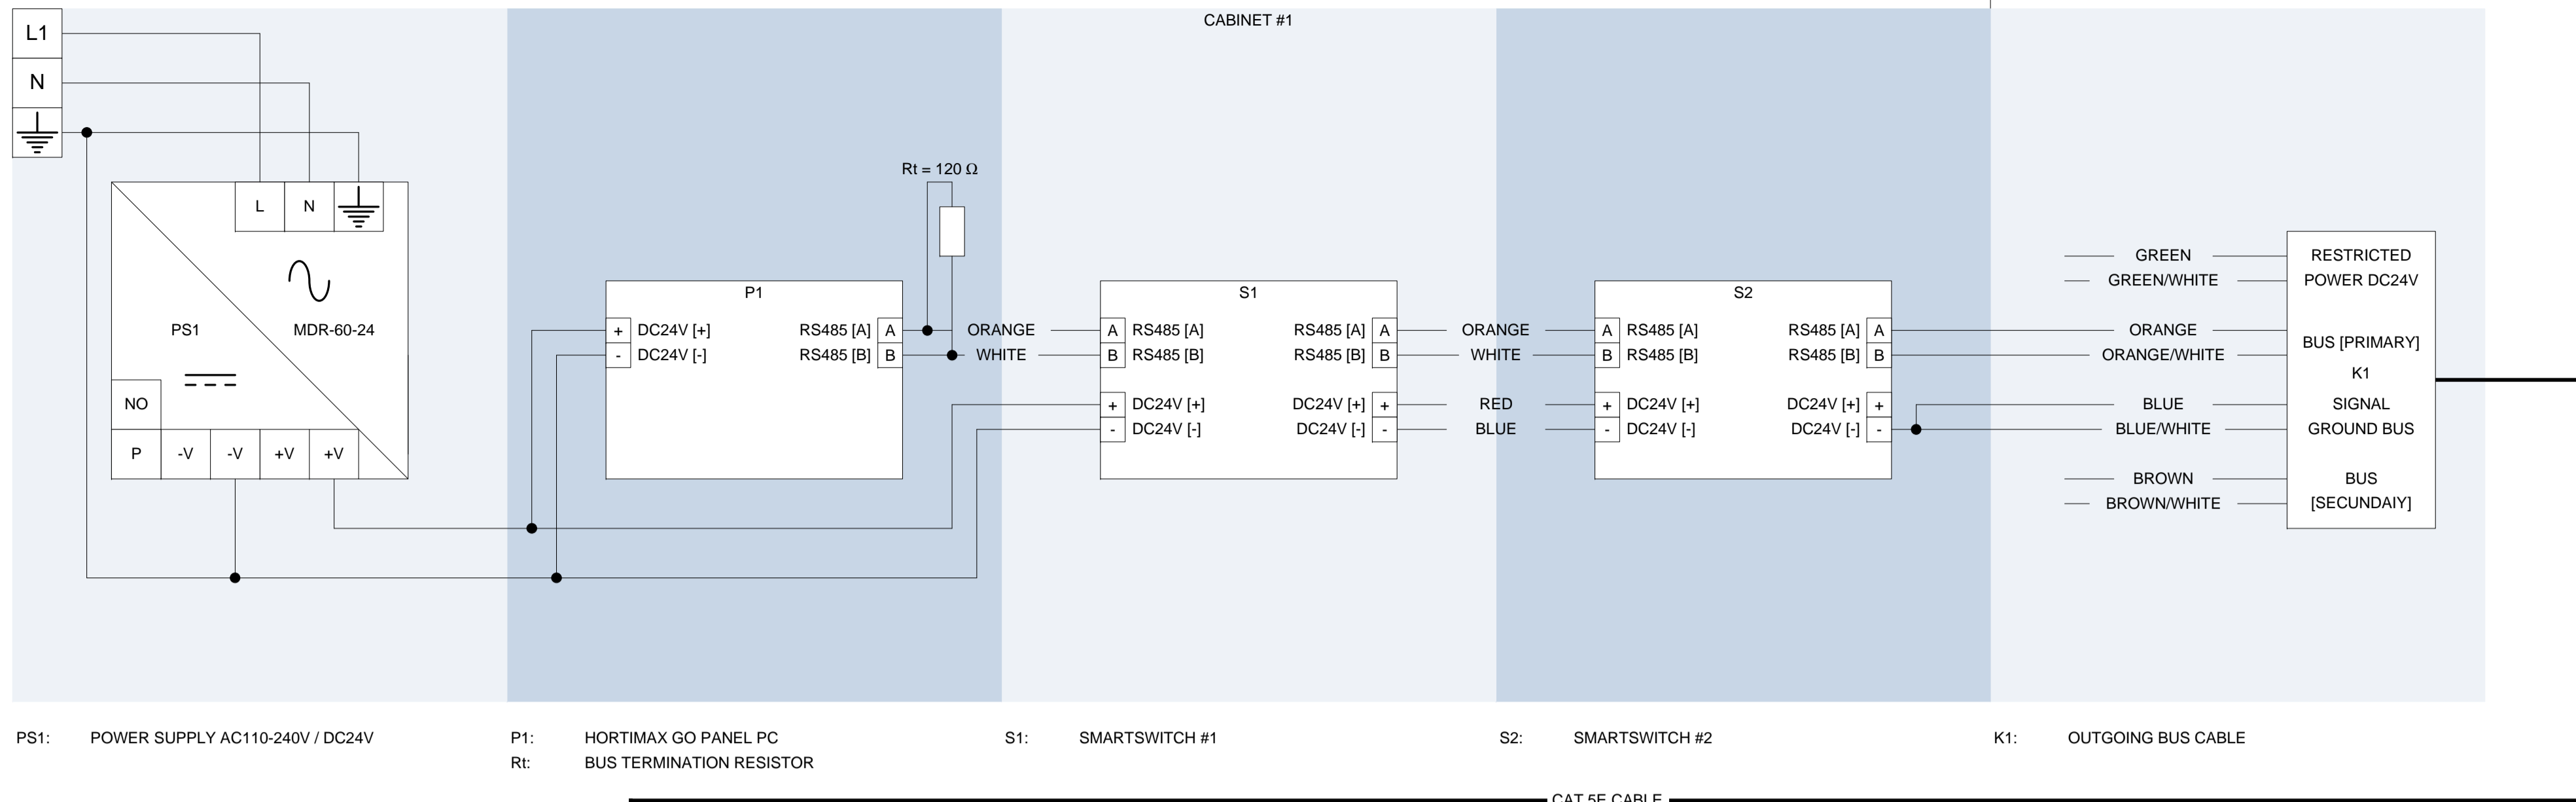 CABINET #1
L1
N
Rt = 120 Ω
L N
PS1 MDR-60-24
NO
P -V -V +V +V
P1
+ DC24V [+] RS485 [A] A
- DC24V [-] RS485 [B] B
ORANGE
WHITE
S1
A RS485 [A] RS485 [A] A
B RS485 [B] RS485 [B] B
+ DC24V [+] DC24V [+] +
- DC24V [-] DC24V [-] -
ORANGE
WHITE
RED
BLUE
S2
A RS485 [A] RS485 [A] A
B RS485 [B] RS485 [B] B
+ DC24V [+] DC24V [+] +
- DC24V [-] DC24V [-] -
GREEN
GREEN/WHITE
ORANGE
ORANGE/WHITE
BLUE
BLUE/WHITE
BROWN
BROWN/WHITE
RESTRICTED
POWER DC24V
BUS [PRIMARY]
K1
SIGNAL
GROUND BUS
BUS
[SECUNDAIY]
PS1: POWER SUPPLY AC110-240V / DC24V
P1: HORTIMAX GO PANEL PC
Rt: BUS TERMINATION RESISTOR
S1: SMARTSWITCH #1
S2: SMARTSWITCH #2
K1: OUTGOING BUS CABLE
CAT 5E CABLE